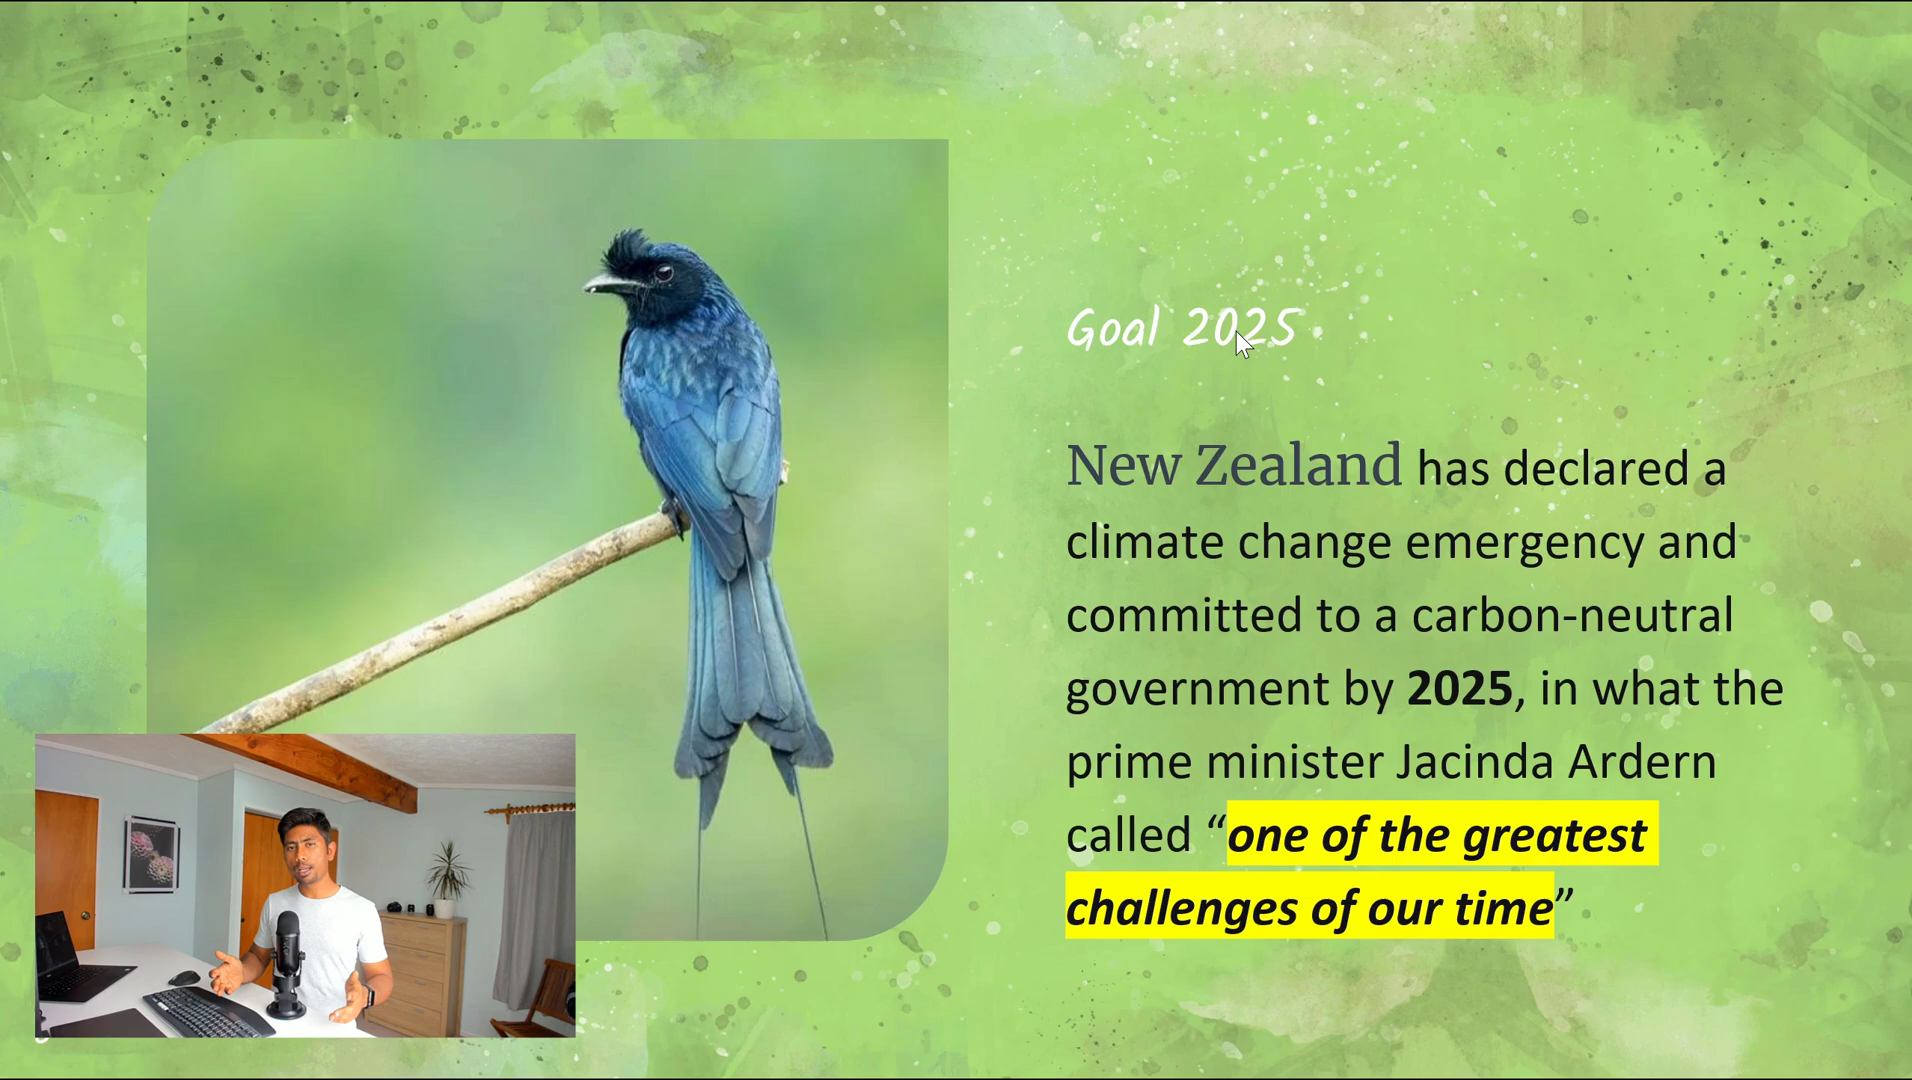 Goal 2025
New Zealand has declared a
climate change emergency and
committed to a carbon-neutral
government by 2025, in what the
prime minister Jacinda Ardern
called “one of the greatest
challenges of our time”